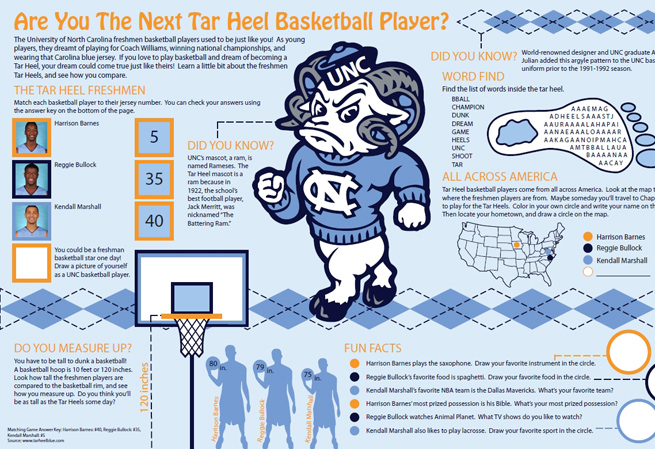 Are You The Next Tar Heel Basketball Player?
The University of North Carolina freshmen basketball players used to be just like you! As young
players, they dreamt of playing for Coach Williams, winning national championships, and
wearing that Carolina blue jersey. If you love to play basketball and dream of becoming a
Tar Heel, your dream could come true just like theirs! Learn a little bit about the freshmen
Tar Heels, and see how you compare.
THE TAR HEEL FRESHMEN
Match each basketball player to their jersey number. You can check your answers using
the answer key on the bottom of the page.
Harrison Barnes
5
Reggie Bullock
35
Kendall Marshall
40
You could be a freshman
basketball star one day!
Draw a picture of yourself
as a UNC basketball player.
DID YOU KNOW?
UNC's mascot, a ram,
is named Rameses. The
Tar Heel mascot is a
ram because in
1922, the school's
best football player,
Jack Merritt, was
nicknamed "The
Battering Ram."
UNC
NC
DID YOU KNOW?
World-renowned designer and UNC graduate A
Julian added this argyle pattern to the UNC bas
uniform prior to the 1991-1992 season.
WORD FIND
Find the list of words inside the tar heel.
BBALL
CHAMPION
DUNK
DREAM
GAME
HEELS
UNC
SHOOT
TAR
AAAEMAG
ADHEELSAAASTJ
AAURAAAALAHAPAI
AANAEAAALOAAAAR
AAKAGAANOIPMAHCA
AMTBBALLAUA
BAAAANAA
AACAY
ALL ACROSS AMERICA
Tar Heel basketball players come from all across America. Look at the map t
where the freshmen players are from. Maybe someday you'll travel to Chap
to play for the Tar Heels. Color in your own circle and write your name on th
Then locate your hometown, and draw a circle on the map.
Harrison Barnes
Reggie Bullock
Kendall Marshall
DO YOU MEASURE UP?
You have to be tall to dunk a basketball!
A basketball hoop is 10 feet or 120 inches.
Look how tall the freshmen players are
compared to the basketball rim, and see
how you measure up. Do you think you'll
be as tall as the Tar Heels some day?
120 inches
80
in.
Harrison Barnes
79
in.
Reggie Bullock
75
in.
Kendall Marshall
FUN FACTS
Harrison Barnes plays the saxophone. Draw your favorite instrument in the circle.
Reggie Bullock's favorite food is spaghetti. Draw your favorite food in the circle.
Kendall Marshall's favorite NBA team is the Dallas Mavericks. What's your favorite team?
Harrison Barnes' most prized possession is his Bible. What's your most prized possession?
Reggie Bullock watches Animal Planet. What TV shows do you like to watch?
Kendall Marshall also likes to play lacrosse. Draw your favorite sport in the circle.
Matching Game Answer Key: Harrison Barnes: #40, Reggie Bullock: #35,
Kendall Marshall: #5
Source: www.tarheelblue.com